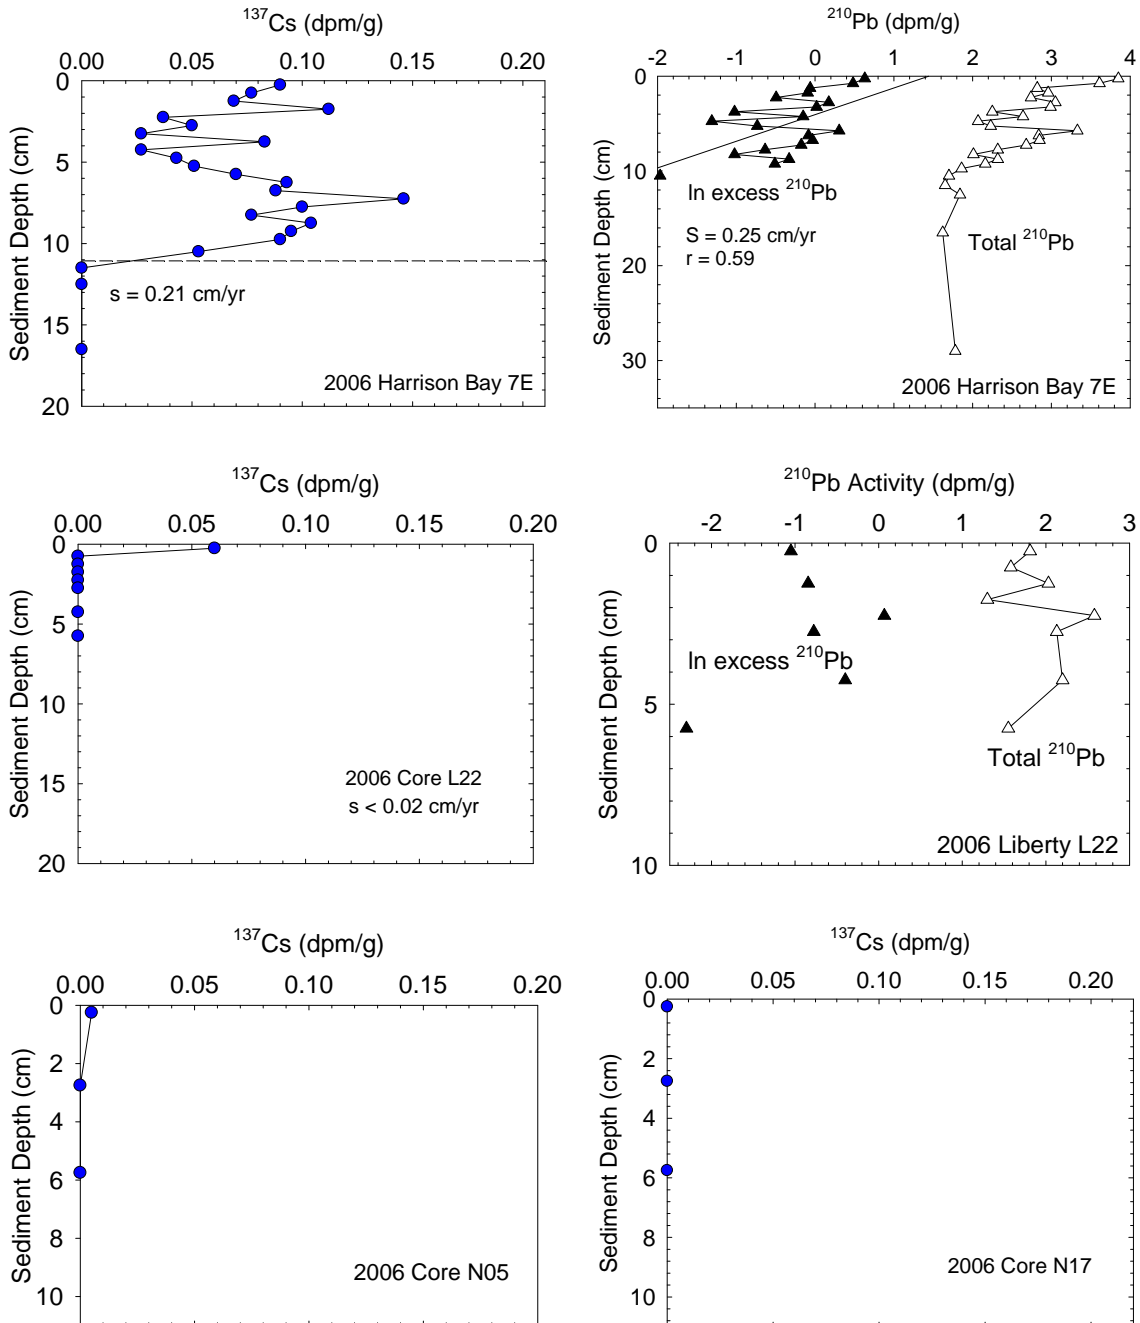 ¹³⁷Cs (dpm/g)
0.00 0.05 0.10 0.15 0.20
0
5
10
15
20
Sediment Depth (cm)
s = 0.21 cm/yr
2006 Harrison Bay 7E
²¹⁰Pb (dpm/g)
-2 -1 0 1 2 3 4
0
10
20
30
Sediment Depth (cm)
In excess ²¹⁰Pb
S = 0.25 cm/yr
r = 0.59
Total ²¹⁰Pb
2006 Harrison Bay 7E
¹³⁷Cs (dpm/g)
0.00 0.05 0.10 0.15 0.20
0
5
10
15
20
Sediment Depth (cm)
2006 Core L22
s < 0.02 cm/yr
²¹⁰Pb Activity (dpm/g)
-2 -1 0 1 2 3
0
5
10
Sediment Depth (cm)
In excess ²¹⁰Pb
Total ²¹⁰Pb
2006 Liberty L22
¹³⁷Cs (dpm/g)
0.00 0.05 0.10 0.15 0.20
0
2
4
6
8
10
Sediment Depth (cm)
2006 Core N05
¹³⁷Cs (dpm/g)
0.00 0.05 0.10 0.15 0.20
0
2
4
6
8
10
Sediment Depth (cm)
2006 Core N17